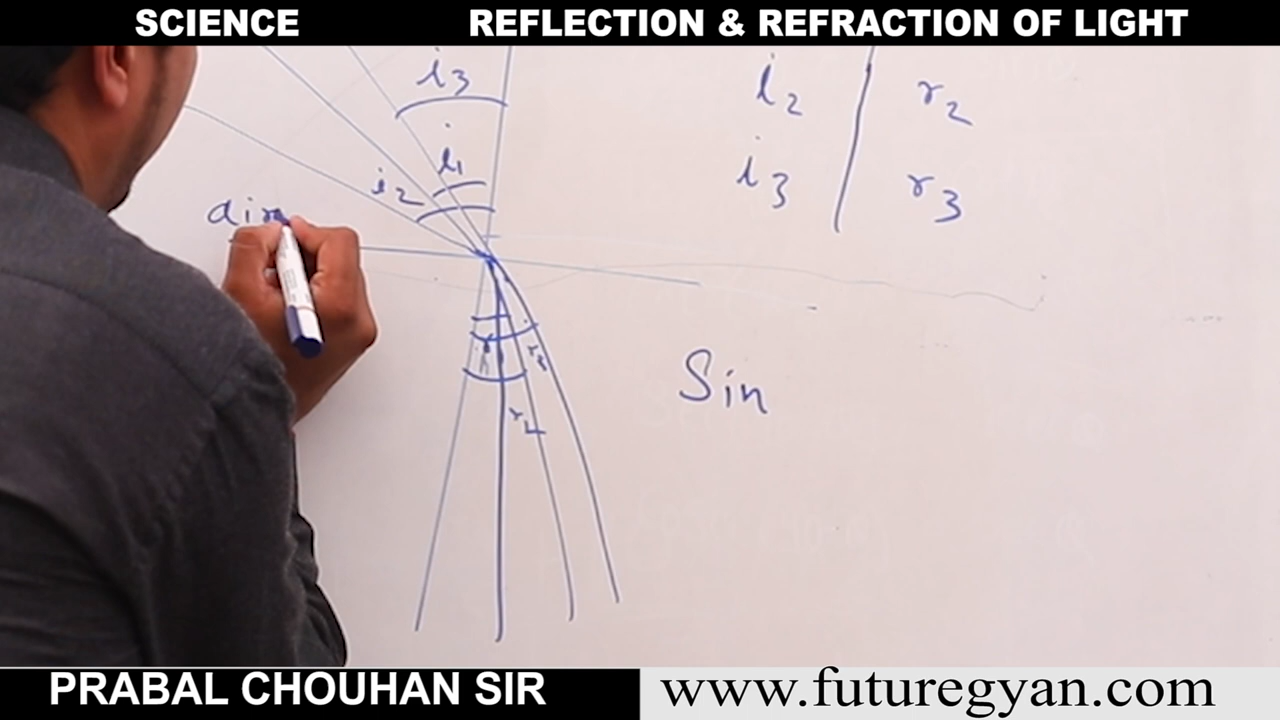 SCIENCE REFLECTION & REFRACTION OF LIGHT
i3
i2 r2
i1
i3 r3
i2
air
Sin
PRABAL CHOUHAN SIR www.futuregyan.com